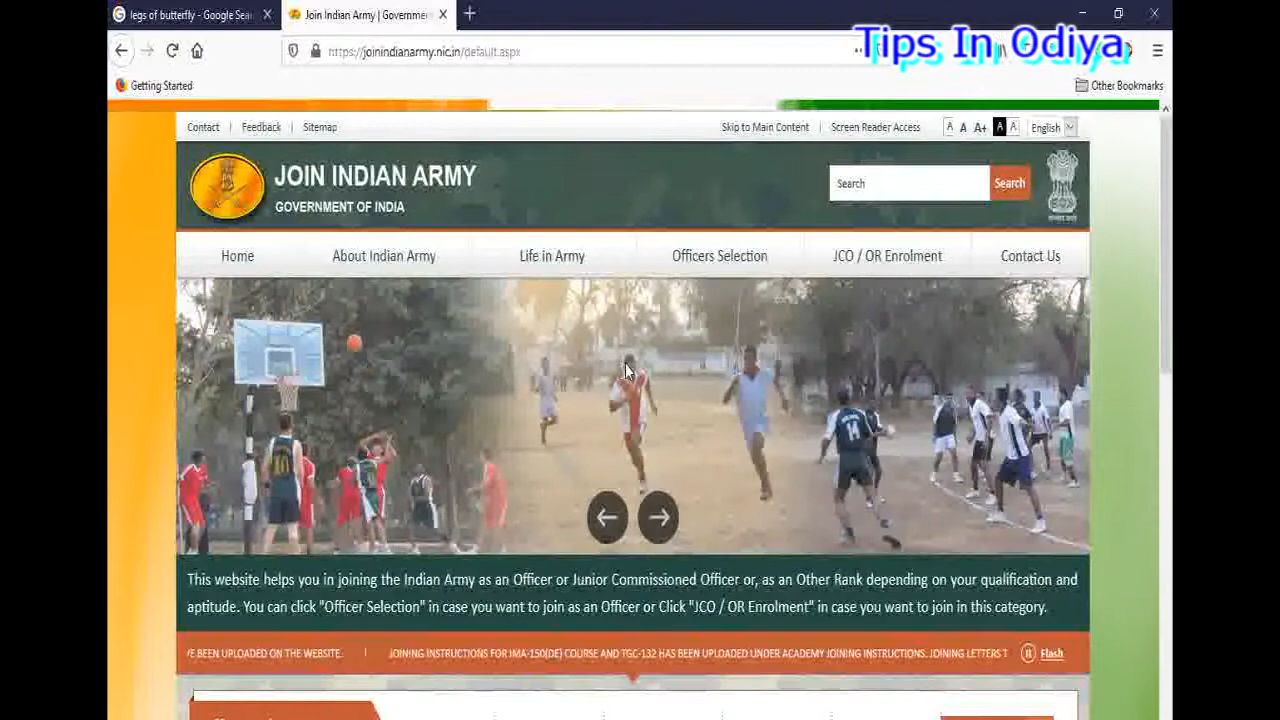 legs of butterfly - Google Sea
Join Indian Army | Governmen
Tips In Odiya
https://joinindianarmy.nic.in/default.aspx
Getting Started
Other Bookmarks
Contact | Feedback | Sitemap
Skip to Main Content | Screen Reader Access
A A A+ A A English
JOIN INDIAN ARMY
GOVERNMENT OF INDIA
Search Search
Home About Indian Army Life in Army Officers Selection JCO / OR Enrolment Contact Us
10
14
This website helps you in joining the Indian Army as an Officer or Junior Commissioned Officer or, as an Other Rank depending on your qualification and
aptitude. You can click "Officer Selection" in case you want to join as an Officer or Click "JCO / OR Enrolment" in case you want to join in this category.
'E BEEN UPLOADED ON THE WEBSITE. | JOINING INSTRUCTIONS FOR IMA-150(DE) COURSE AND TGC-132 HAS BEEN UPLOADED UNDER ACADEMY JOINING INSTRUCTIONS. JOINING LETTERS T Flash